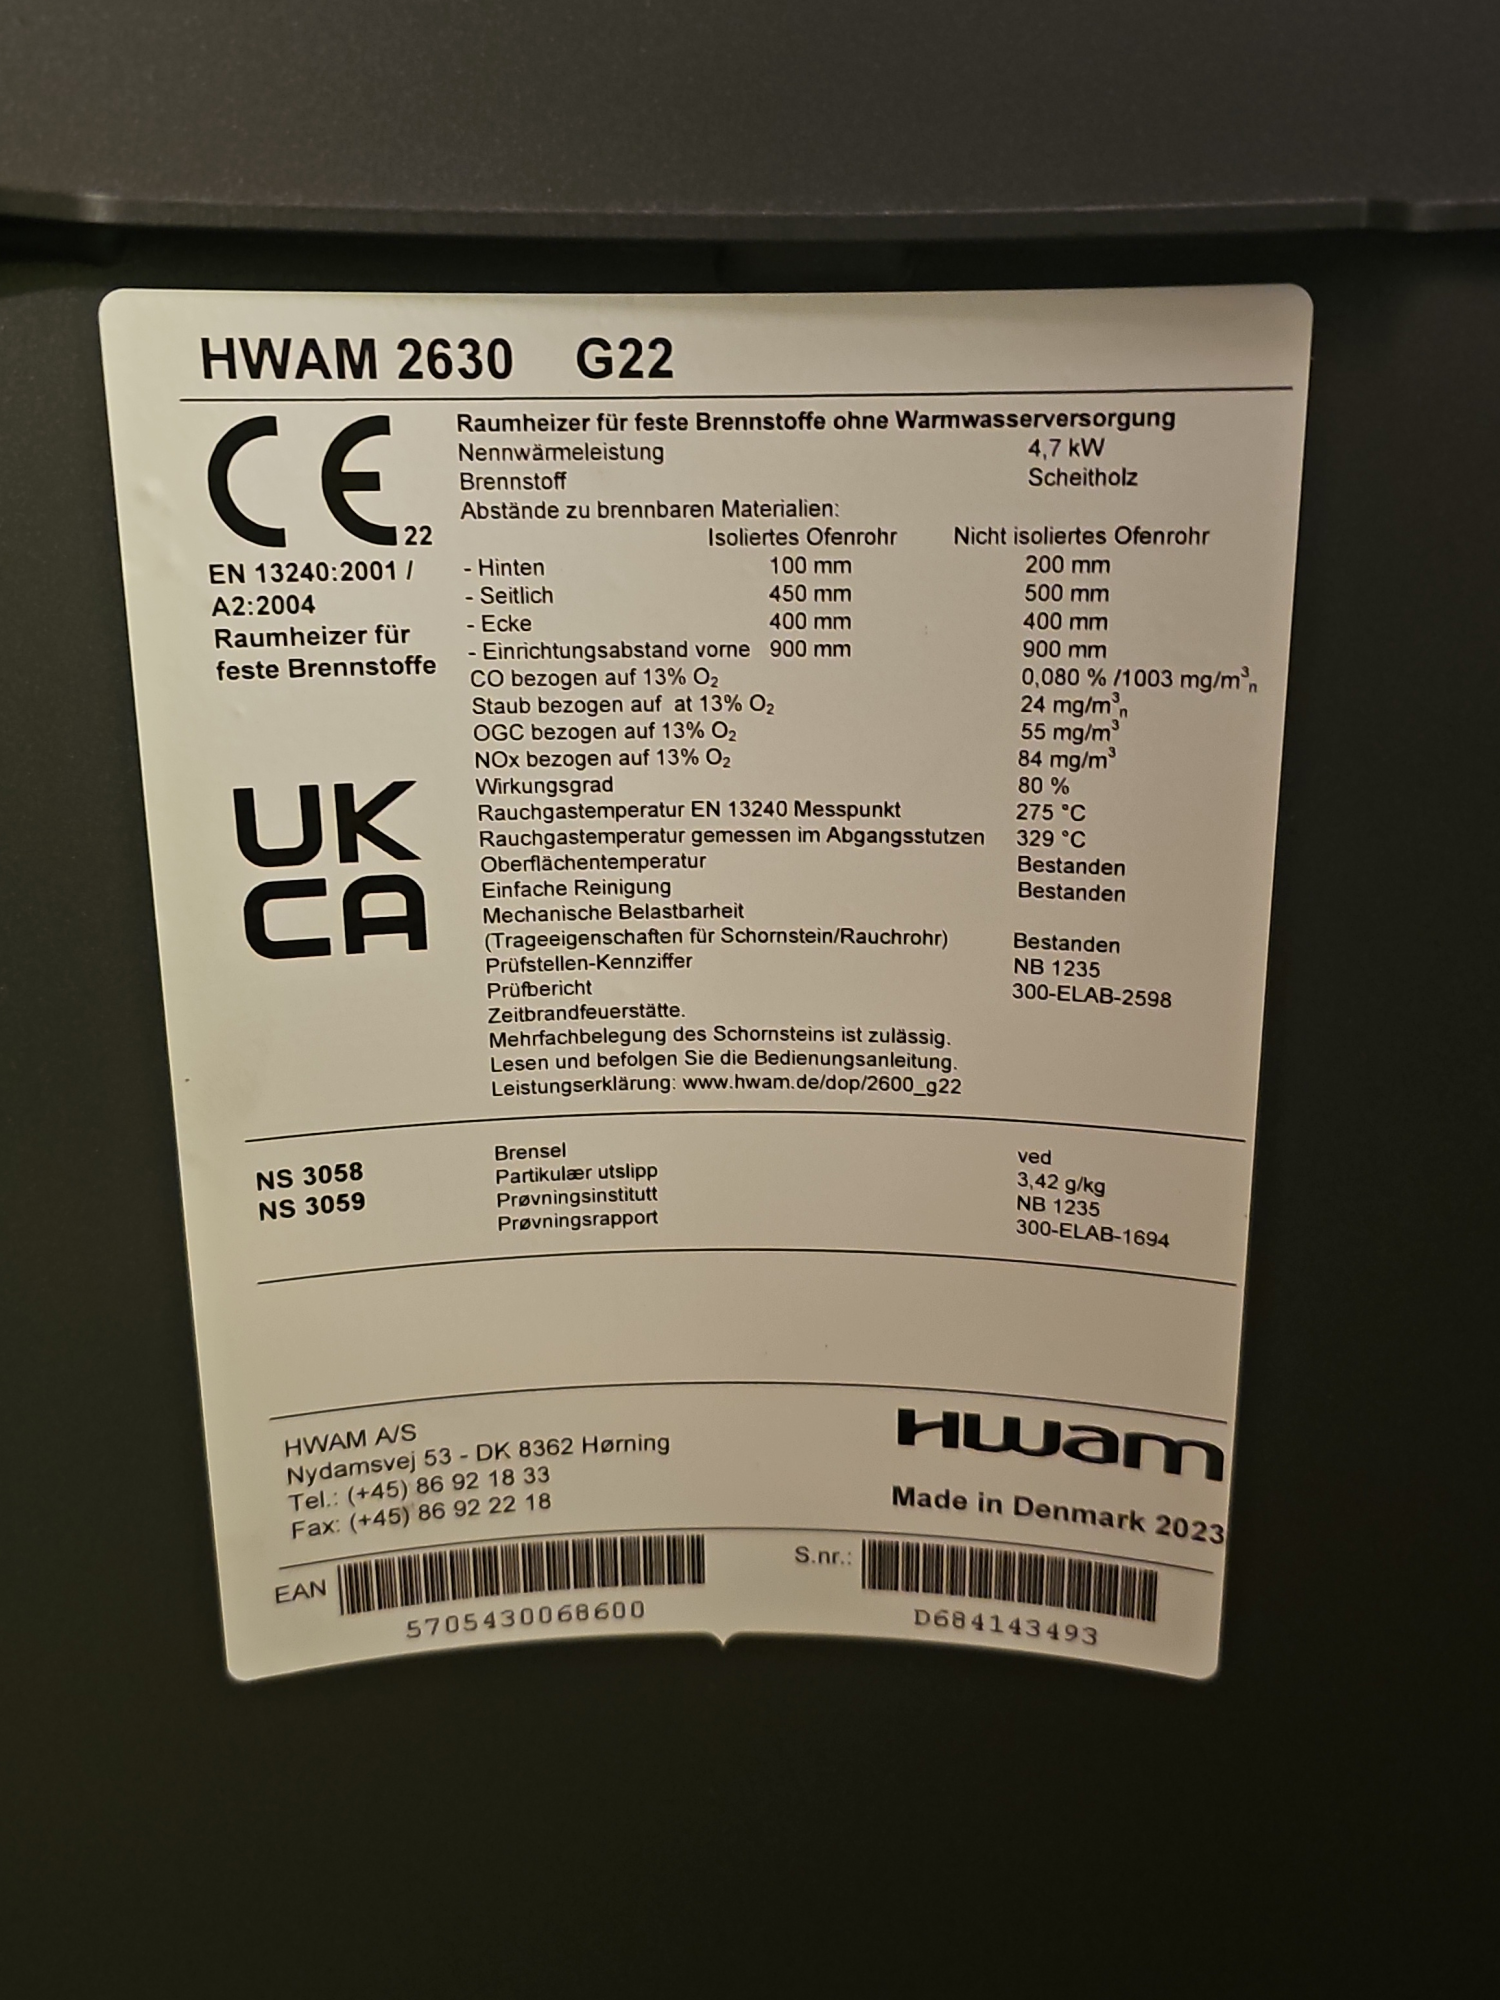 HWAM 2630 G22
CE 22
EN 13240:2001 /
A2:2004
Raumheizer für
feste Brennstoffe
UK
CA
Raumheizer für feste Brennstoffe ohne Warmwasserversorgung
Nennwärmeleistung 4,7 kW
Brennstoff Scheitholz
Abstände zu brennbaren Materialien:
Isoliertes Ofenrohr Nicht isoliertes Ofenrohr
- Hinten 100 mm 200 mm
- Seitlich 450 mm 500 mm
- Ecke 400 mm 400 mm
- Einrichtungsabstand vorne 900 mm 900 mm
CO bezogen auf 13% O₂ 0,080 % /1003 mg/m³ₙ
Staub bezogen auf at 13% O₂ 24 mg/m³ₙ
OGC bezogen auf 13% O₂ 55 mg/m³
NOx bezogen auf 13% O₂ 84 mg/m³
Wirkungsgrad 80 %
Rauchgastemperatur EN 13240 Messpunkt 275 °C
Rauchgastemperatur gemessen im Abgangsstutzen 329 °C
Oberflächentemperatur Bestanden
Einfache Reinigung Bestanden
Mechanische Belastbarkeit
(Trageeigenschaften für Schornstein/Rauchrohr) Bestanden
Prüfstellen-Kennziffer NB 1235
Prüfbericht 300-ELAB-2598
Zeitbrandfeuerstätte.
Mehrfachbelegung des Schornsteins ist zulässig.
Lesen und befolgen Sie die Bedienungsanleitung.
Leistungserklärung: www.hwam.de/dop/2600_g22
NS 3058
NS 3059
Brensel ved
Partikulær utslipp 3,42 g/kg
Prøvningsinstitutt NB 1235
Prøvningsrapport 300-ELAB-1694
HWAM A/S
Nydamsvej 53 - DK 8362 Hørning
Tel.: (+45) 86 92 18 33
Fax: (+45) 86 92 22 18
Hwam
Made in Denmark 2023
EAN 5705430068600
S.nr.: D684143493